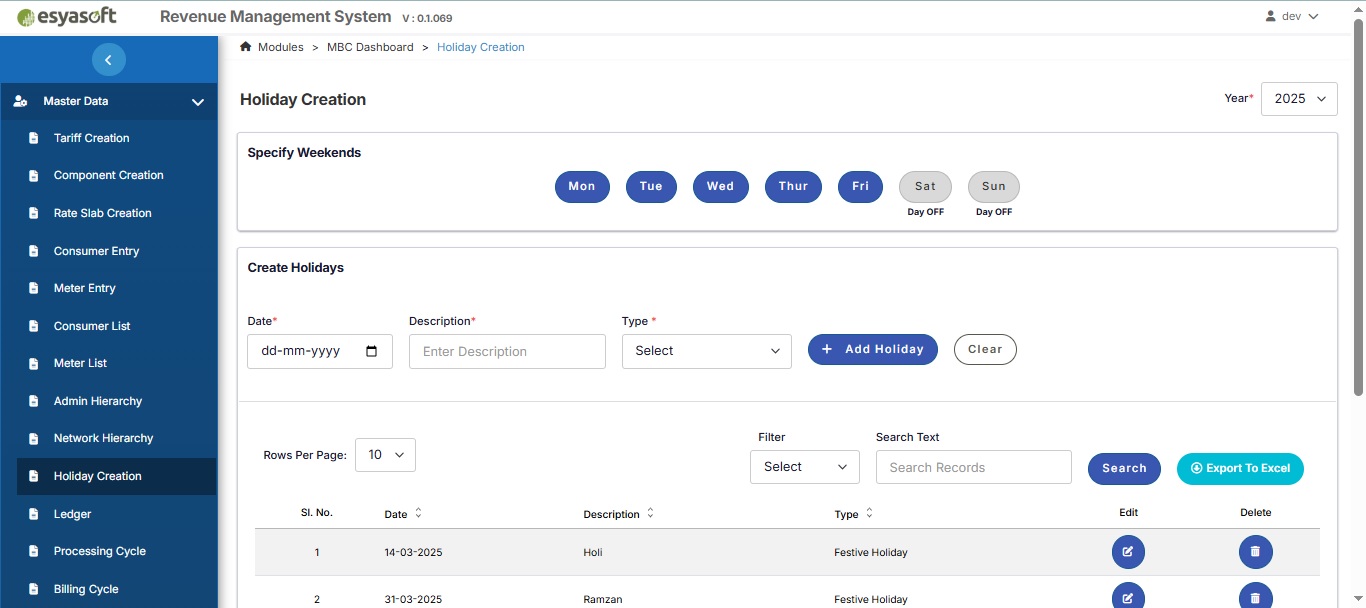 esyasoft
Revenue Management System V : 0.1.069
dev
Modules > MBC Dashboard > Holiday Creation
Master Data
Tariff Creation
Component Creation
Rate Slab Creation
Consumer Entry
Meter Entry
Consumer List
Meter List
Admin Hierarchy
Network Hierarchy
Holiday Creation
Ledger
Processing Cycle
Billing Cycle
Holiday Creation
Year* 2025
Specify Weekends
Mon Tue Wed Thur Fri Sat Sun
Day OFF Day OFF
Create Holidays
Date* Description* Type *
dd-mm-yyyy Enter Description Select + Add Holiday Clear
Filter Search Text
Rows Per Page: 10 Select Search Records Search Export To Excel
Sl. No. Date Description Type Edit Delete
1 14-03-2025 Holi Festive Holiday
2 31-03-2025 Ramzan Festive Holiday